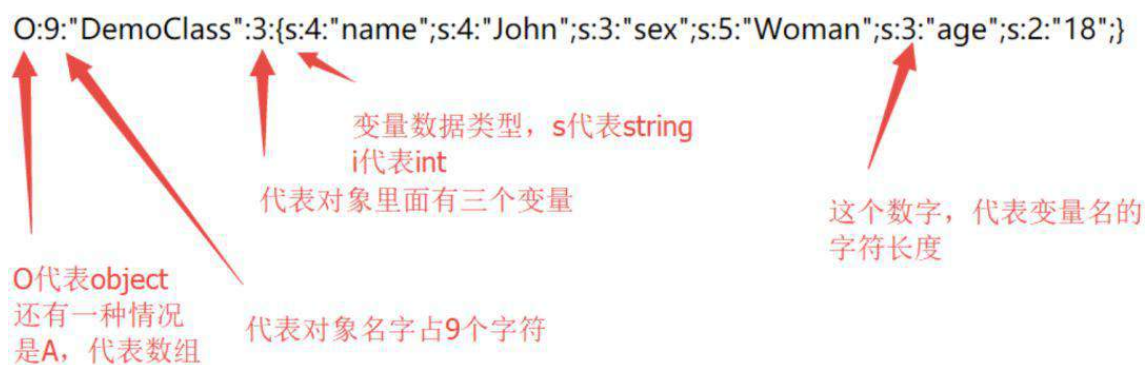 O:9:"DemoClass":3:{s:4:"name";s:4:"John";s:3:"sex";s:5:"Woman";s:3:"age";s:2:"18";}
变量数据类型，s代表string
i代表int
代表对象里面有三个变量
这个数字，代表变量名的
字符长度
O代表object
还有一种情况
是A，代表数组
代表对象名字占9个字符